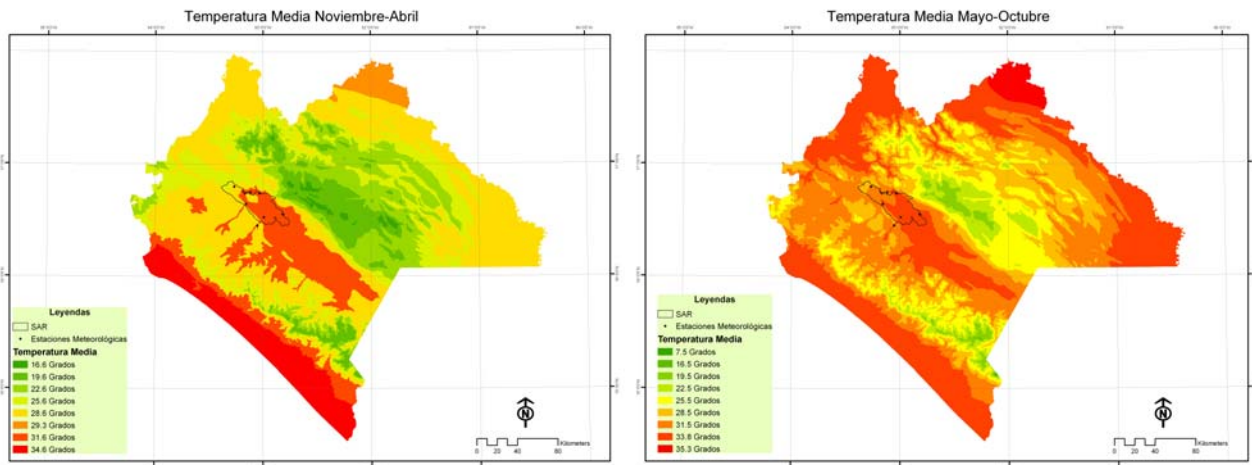 Temperatura Media Noviembre-Abril
Leyendas
SAR
Estaciones Meteorológicas
Temperatura Media
16.6 Grados
19.6 Grados
22.6 Grados
25.6 Grados
28.6 Grados
29.3 Grados
31.6 Grados
34.6 Grados
N
Kilometers
0 20 40 80
Temperatura Media Mayo-Octubre
Leyendas
SAR
Estaciones Meteorológicas
Temperatura Media
7.5 Grados
16.5 Grados
19.5 Grados
22.5 Grados
25.5 Grados
28.5 Grados
31.5 Grados
33.8 Grados
35.3 Grados
N
Kilometers
0 20 40 80